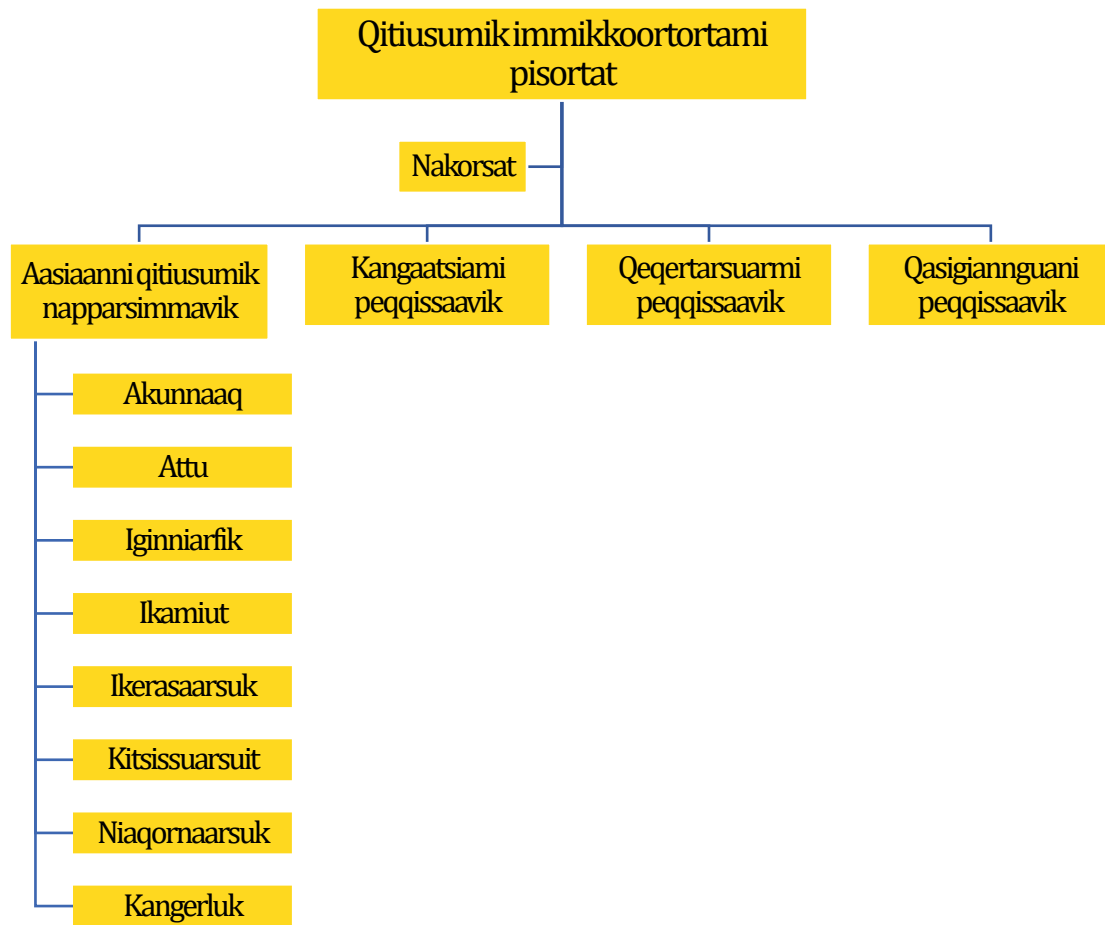 Qitiusumik immikkoortortami
pisortat
Nakorsat
Aasiaanni qitiusumik
napparsimmavik
Kangaatsiami
peqqissaavik
Qeqertarsuarmi
peqqissaavik
Qasigiannguani
peqqissaavik
Akunnaaq
Attu
Iginniarfik
Ikamiut
Ikerasaarsuk
Kitsissuarsuit
Niaqornaarsuk
Kangerluk